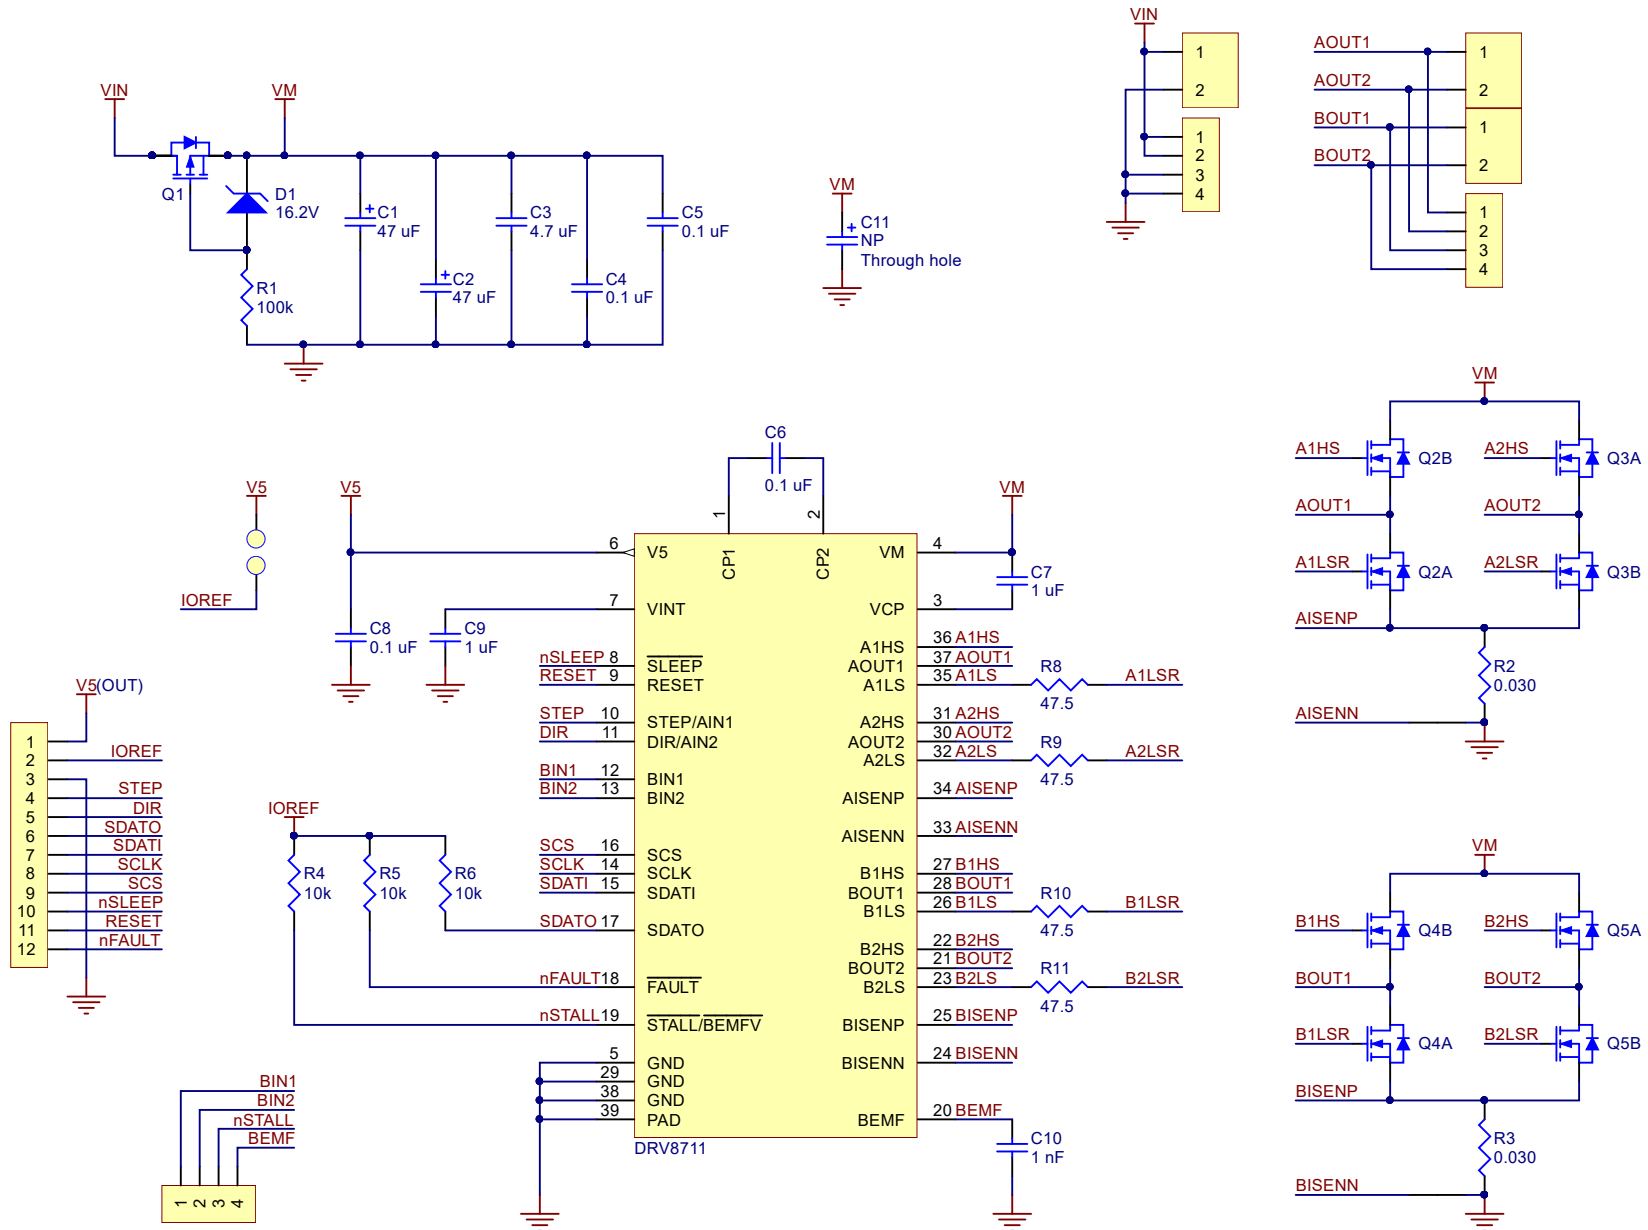 VIN
VM
Q1
D1
16.2V
R1
100k
C1
47 uF
C2
47 uF
C3
4.7 uF
C4
0.1 uF
C5
0.1 uF
VM
C11
NP
Through hole
VIN
1
2
1
2
3
4
AOUT1
AOUT2
BOUT1
BOUT2
1
2
1
2
1
2
3
4
V5
IOREF
V5
C8
0.1 uF
C9
1 uF
C6
0.1 uF
1
2
CP1
CP2
VM
C7
1 uF
6
V5
7
VINT
nSLEEP 8
SLEEP
RESET 9
RESET
STEP 10
STEP/AIN1
DIR 11
DIR/AIN2
BIN1 12
BIN1
BIN2 13
BIN2
SCS 16
SCS
SCLK 14
SCLK
SDATI 15
SDATI
SDATO 17
SDATO
nFAULT 18
FAULT
nSTALL 19
STALL/BEMFV
5
GND
29
GND
38
GND
39
PAD
DRV8711
VM
4
VCP
3
A1HS
36 A1HS
AOUT1
37 AOUT1
A1LS
35 A1LS
R8
47.5
A1LSR
A2HS
31 A2HS
AOUT2
30 AOUT2
A2LS
32 A2LS
R9
47.5
A2LSR
AISENP
34 AISENP
AISENN
33 AISENN
B1HS
27 B1HS
BOUT1
28 BOUT1
B1LS
26 B1LS
R10
47.5
B1LSR
B2HS
22 B2HS
BOUT2
21 BOUT2
B2LS
23 B2LS
R11
47.5
B2LSR
BISENP
25 BISENP
BISENN
24 BISENN
BEMF
20 BEMF
C10
1 nF
V5(OUT)
1
2
IOREF
3
4
STEP
5
DIR
6
SDATO
7
SDATI
8
SCLK
9
SCS
10
nSLEEP
11
RESET
12
nFAULT
IOREF
R4
10k
R5
10k
R6
10k
BIN1
BIN2
nSTALL
BEMF
1
2
3
4
VM
A1HS
Q2B
A2HS
Q3A
AOUT1
AOUT2
A1LSR
Q2A
A2LSR
Q3B
AISENP
R2
0.030
AISENN
VM
B1HS
Q4B
B2HS
Q5A
BOUT1
BOUT2
B1LSR
Q4A
B2LSR
Q5B
BISENP
R3
0.030
BISENN